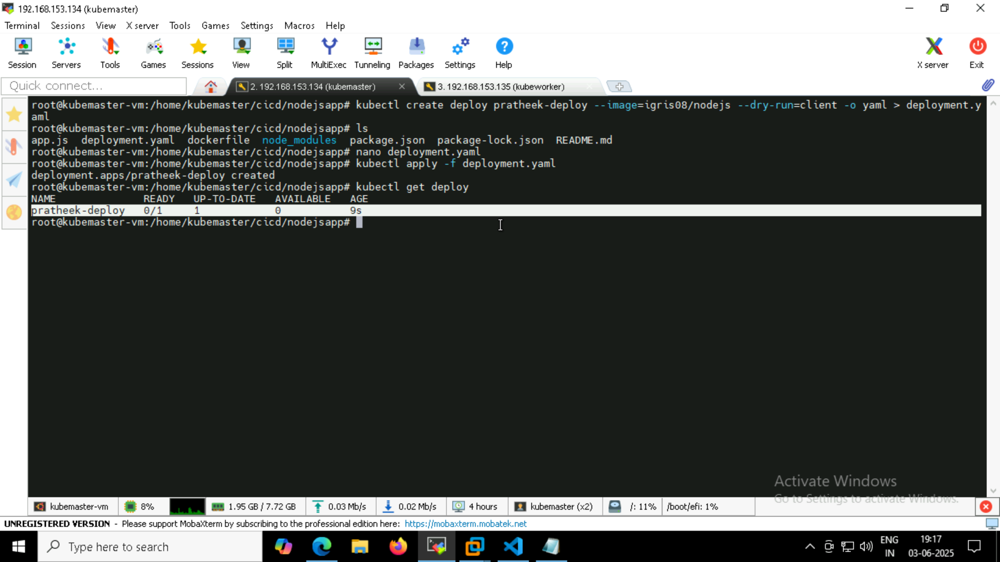 192.168.153.134 (kubemaster)
Terminal Sessions View X server Tools Games Settings Macros Help
Session Servers Tools Games Sessions View Split MultiExec Tunneling Packages Settings Help X server Exit
Quick connect... 2. 192.168.153.134 (kubemaster) 3. 192.168.153.135 (kubeworker)
root@kubemaster-vm:/home/kubemaster/cicd/nodejsapp# kubectl create deploy pratheek-deploy --image=igris08/nodejs --dry-run=client -o yaml > deployment.y
aml
root@kubemaster-vm:/home/kubemaster/cicd/nodejsapp# ls
app.js deployment.yaml dockerfile node_modules package.json package-lock.json README.md
root@kubemaster-vm:/home/kubemaster/cicd/nodejsapp# nano deployment.yaml
root@kubemaster-vm:/home/kubemaster/cicd/nodejsapp# kubectl apply -f deployment.yaml
deployment.apps/pratheek-deploy created
root@kubemaster-vm:/home/kubemaster/cicd/nodejsapp# kubectl get deploy
NAME READY UP-TO-DATE AVAILABLE AGE
pratheek-deploy 0/1 1 0 9s
root@kubemaster-vm:/home/kubemaster/cicd/nodejsapp#
Activate Windows
Go to Settings to activate Windows.
kubemaster-vm 8% 1.95 GB / 7.72 GB 0.03 Mb/s 0.02 Mb/s 4 hours kubemaster (x2) /: 11% /boot/efi: 1%
UNREGISTERED VERSION - Please support MobaXterm by subscribing to the professional edition here: https://mobaxterm.mobatek.net
Type here to search
ENG
IN
19:17
03-06-2025